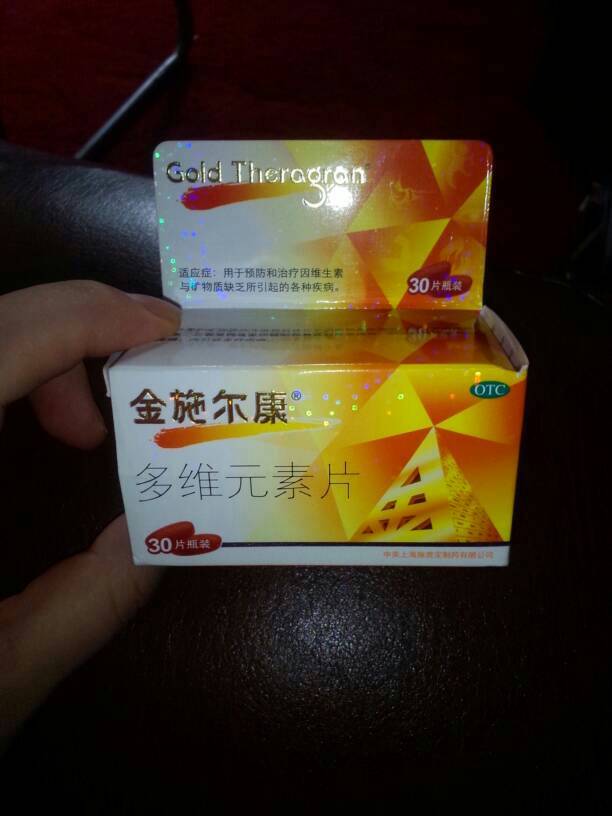 Gold Theragran
适应症：用于预防和治疗因维生素
与矿物质缺乏所引起的各种疾病。
30片瓶装
金施尔康®
OTC
多维元素片
30片瓶装
中美上海施贵宝制药有限公司